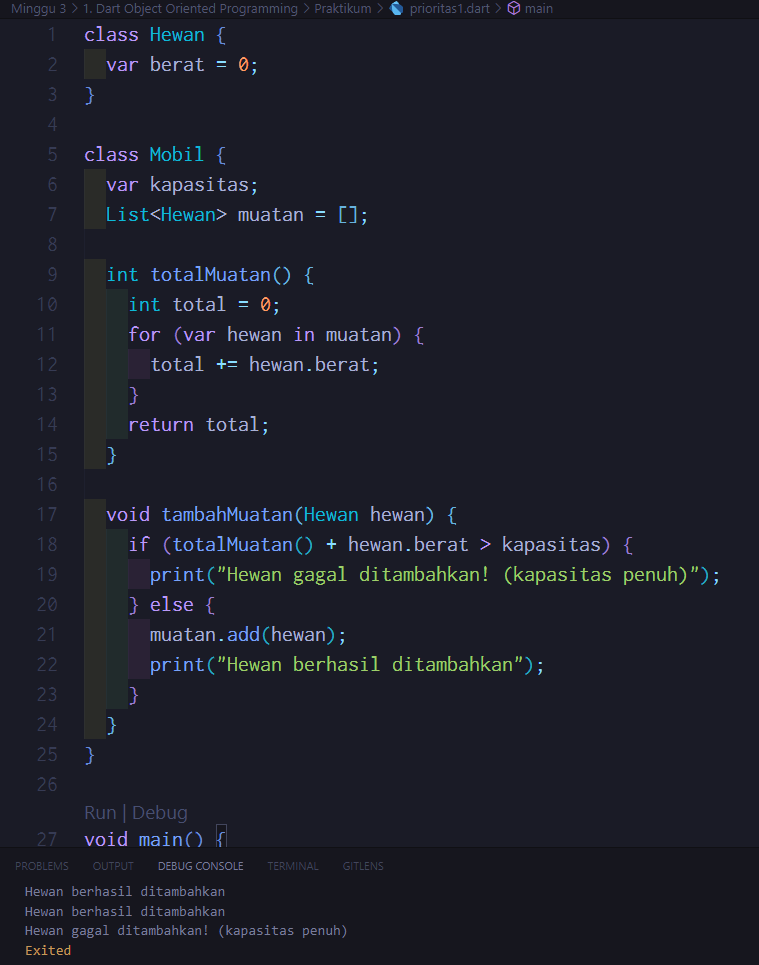 Minggu 3 > 1. Dart Object Oriented Programming > Praktikum > prioritas1.dart > main
1 class Hewan {
2   var berat = 0;
3 }
4
5 class Mobil {
6   var kapasitas;
7   List<Hewan> muatan = [];
8
9   int totalMuatan() {
10     int total = 0;
11     for (var hewan in muatan) {
12       total += hewan.berat;
13     }
14     return total;
15   }
16
17   void tambahMuatan(Hewan hewan) {
18     if (totalMuatan() + hewan.berat > kapasitas) {
19       print("Hewan gagal ditambahkan! (kapasitas penuh)");
20     } else {
21       muatan.add(hewan);
22       print("Hewan berhasil ditambahkan");
23     }
24   }
25 }
26
Run | Debug
27 void main() {
PROBLEMS OUTPUT DEBUG CONSOLE TERMINAL GITLENS
Hewan berhasil ditambahkan
Hewan berhasil ditambahkan
Hewan gagal ditambahkan! (kapasitas penuh)
Exited